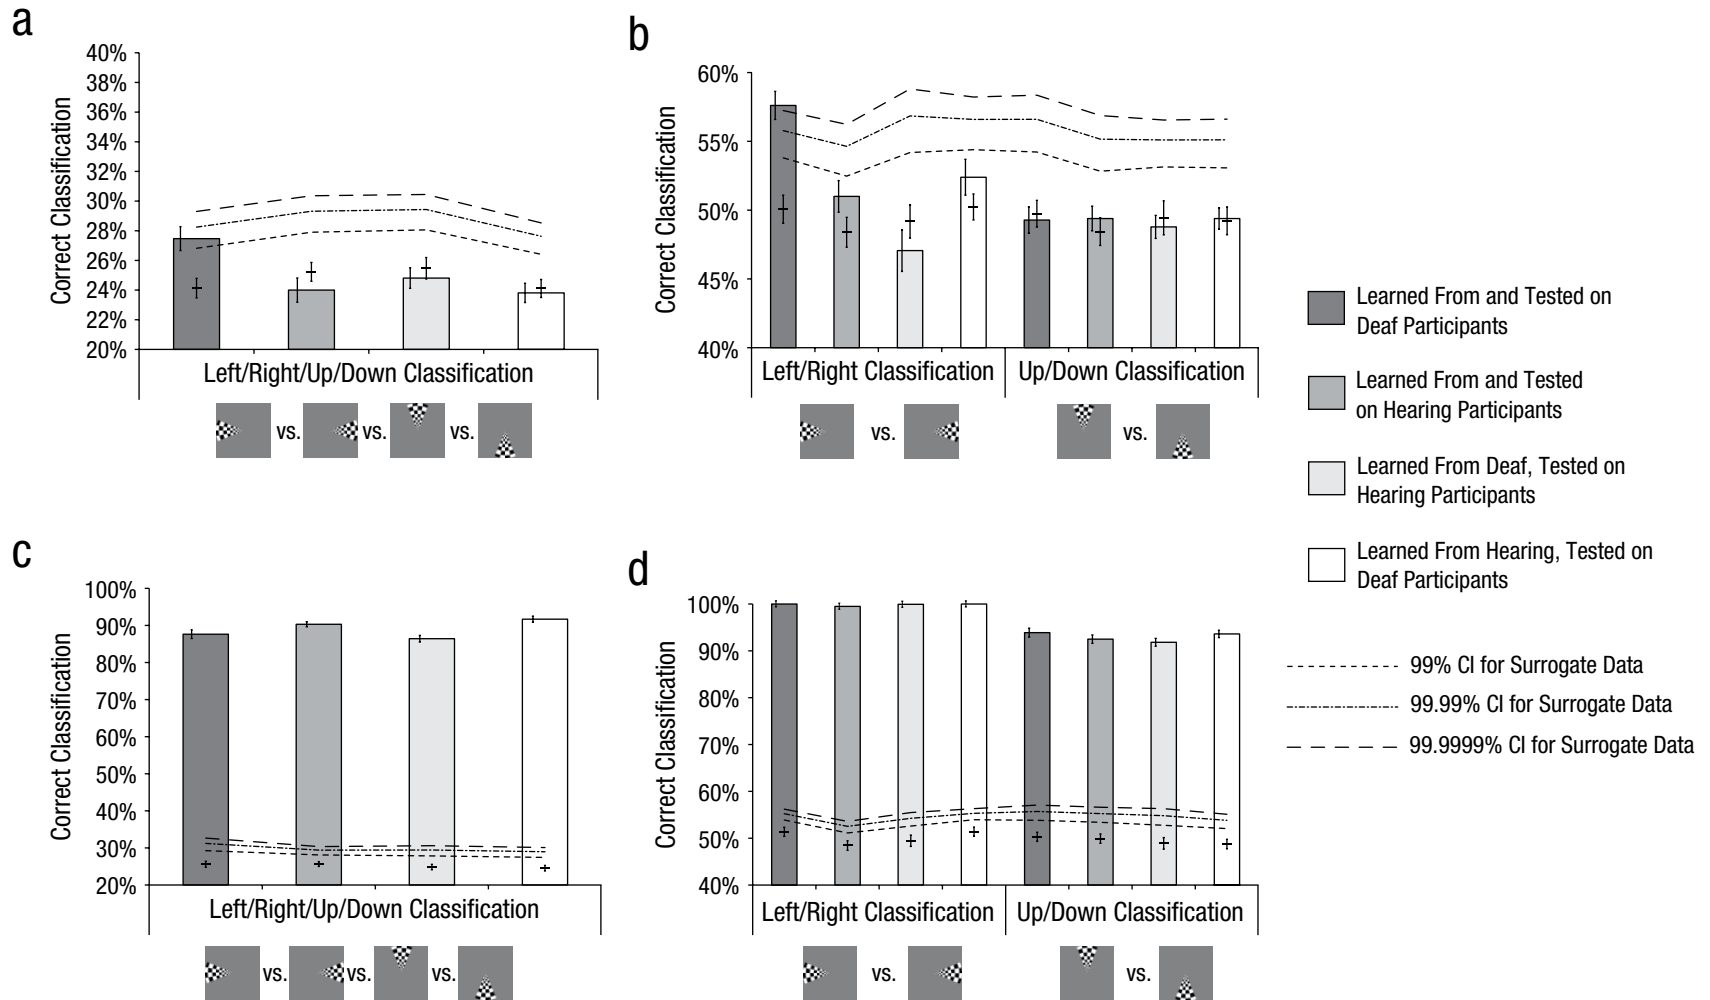 a
40%
38%
36%
34%
32%
30%
28%
26%
24%
22%
20%
Correct Classification
Left/Right/Up/Down Classification
vs. vs. vs.
b
60%
55%
50%
45%
40%
Correct Classification
Left/Right Classification Up/Down Classification
vs. vs.
Learned From and Tested on
Deaf Participants
Learned From and Tested
on Hearing Participants
Learned From Deaf, Tested on
Hearing Participants
Learned From Hearing, Tested on
Deaf Participants
99% CI for Surrogate Data
99.99% CI for Surrogate Data
99.9999% CI for Surrogate Data
c
100%
90%
80%
70%
60%
50%
40%
30%
20%
Correct Classification
Left/Right/Up/Down Classification
vs. vs. vs.
d
100%
90%
80%
70%
60%
50%
40%
Correct Classification
Left/Right Classification Up/Down Classification
vs. vs.